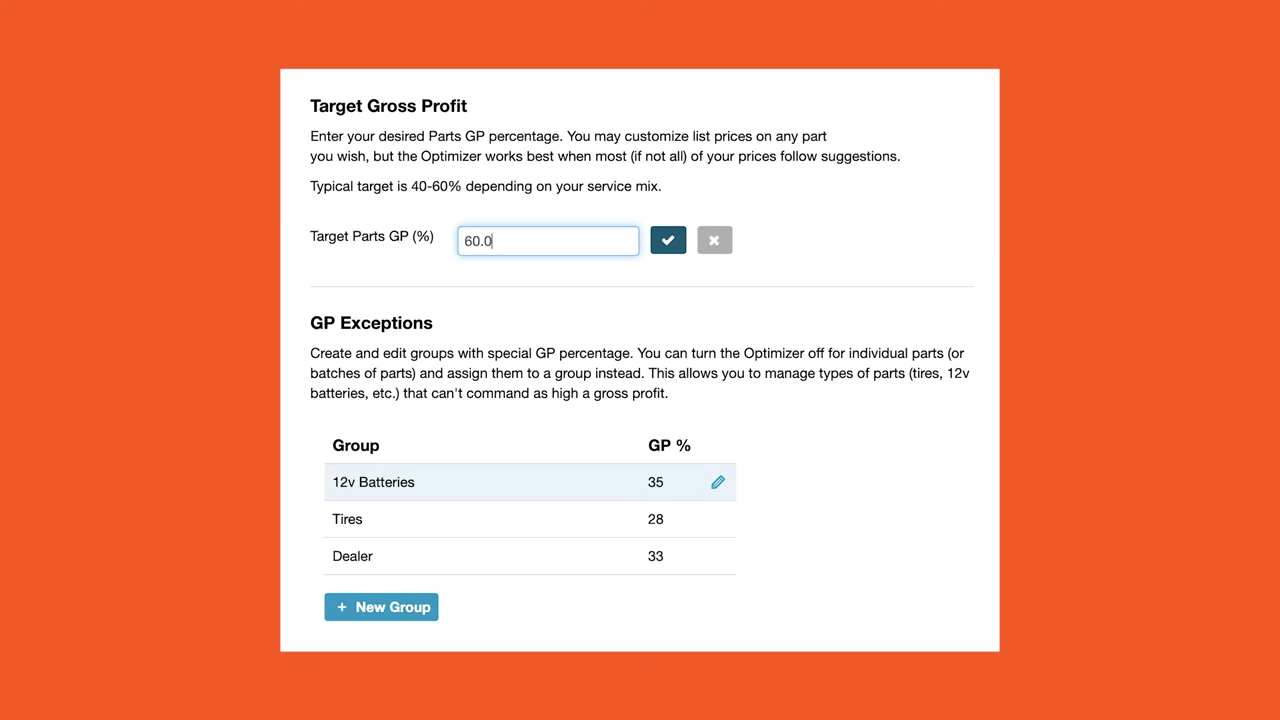 Target Gross Profit
Enter your desired Parts GP percentage. You may customize list prices on any part
you wish, but the Optimizer works best when most (if not all) of your prices follow suggestions.
Typical target is 40-60% depending on your service mix.
Target Parts GP (%)
60.0
GP Exceptions
Create and edit groups with special GP percentage. You can turn the Optimizer off for individual parts (or
batches of parts) and assign them to a group instead. This allows you to manage types of parts (tires, 12v
batteries, etc.) that can't command as high a gross profit.
Group GP %
12v Batteries 35
Tires 28
Dealer 33
+ New Group